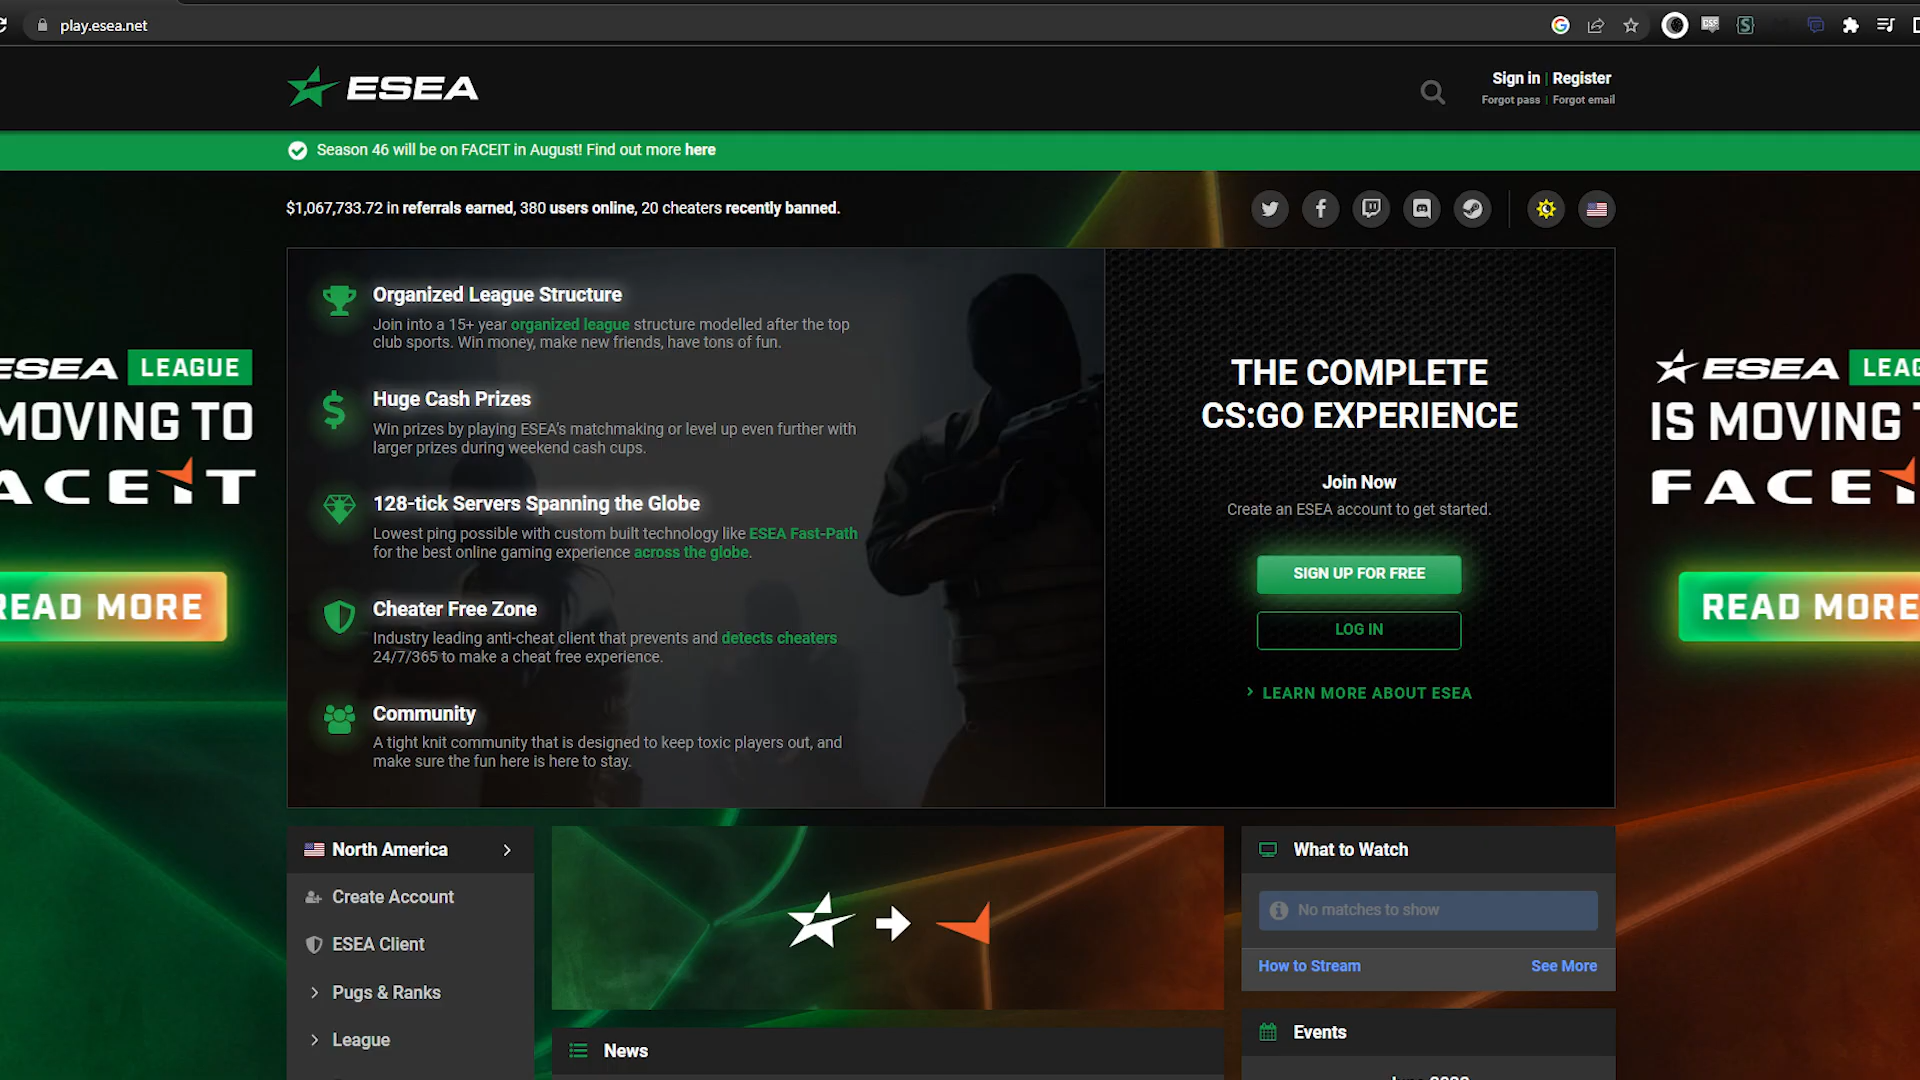 play.esea.net
ESEA
Sign in | Register
Forgot pass | Forgot email
Season 46 will be on FACEIT in August! Find out more here
$1,067,733.72 in referrals earned, 380 users online, 20 cheaters recently banned.
Organized League Structure
Join into a 15+ year organized league structure modelled after the top
club sports. Win money, make new friends, have tons of fun.
Huge Cash Prizes
Win prizes by playing ESEA's matchmaking or level up even further with
larger prizes during weekend cash cups.
128-tick Servers Spanning the Globe
Lowest ping possible with custom built technology like ESEA Fast-Path
for the best online gaming experience across the globe.
Cheater Free Zone
Industry leading anti-cheat client that prevents and detects cheaters
24/7/365 to make a cheat free experience.
Community
A tight knit community that is designed to keep toxic players out, and
make sure the fun here is here to stay.
THE COMPLETE
CS:GO EXPERIENCE
Join Now
Create an ESEA account to get started.
SIGN UP FOR FREE
LOG IN
LEARN MORE ABOUT ESEA
ESEA LEAGUE
MOVING TO
FACEIT
READ MORE
ESEA LEAG
IS MOVING T
FACEI
READ MORE
North America
Create Account
ESEA Client
Pugs & Ranks
League
News
What to Watch
No matches to show
How to Stream
See More
Events